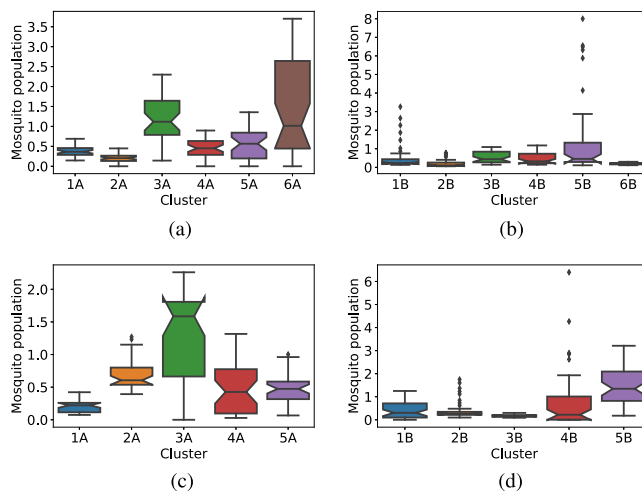 Mosquito population
3.5
3.0
2.5
2.0
1.5
1.0
0.5
0.0
1A 2A 3A 4A 5A 6A
Cluster
(a)
Mosquito population
8
7
6
5
4
3
2
1
0
1B 2B 3B 4B 5B 6B
Cluster
(b)
Mosquito population
2.0
1.5
1.0
0.5
0.0
1A 2A 3A 4A 5A
Cluster
(c)
Mosquito population
6
5
4
3
2
1
0
1B 2B 3B 4B 5B
Cluster
(d)